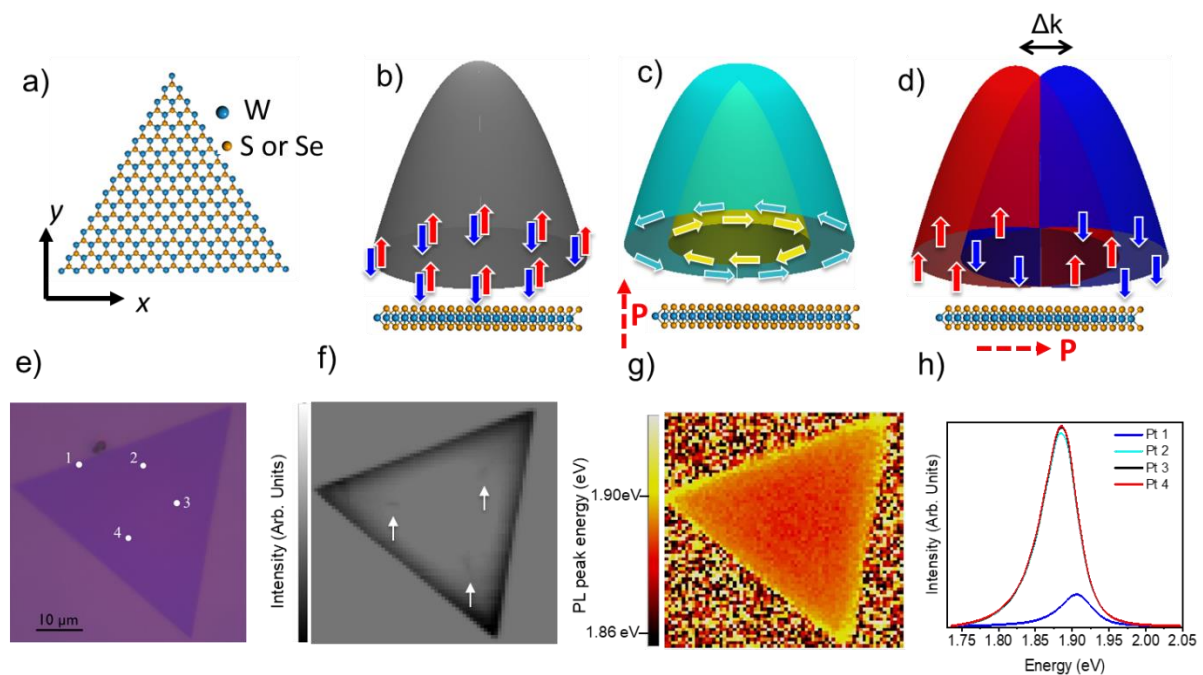 a)
W
S or Se
y
x
b)
c)
P
d)
Δk
P
e)
1
2
3
4
10 µm
f)
Intensity (Arb. Units)
g)
PL peak energy (eV)
1.90eV
1.86 eV
h)
Intensity (Arb. Units)
Pt 1
Pt 2
Pt 3
Pt 4
1.75 1.80 1.85 1.90 1.95 2.00 2.05
Energy (eV)